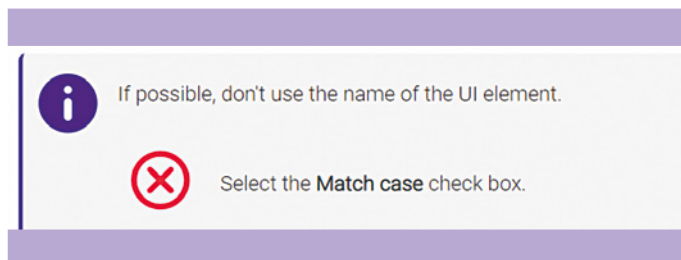 If possible, don't use the name of the UI element.
Select the Match case check box.